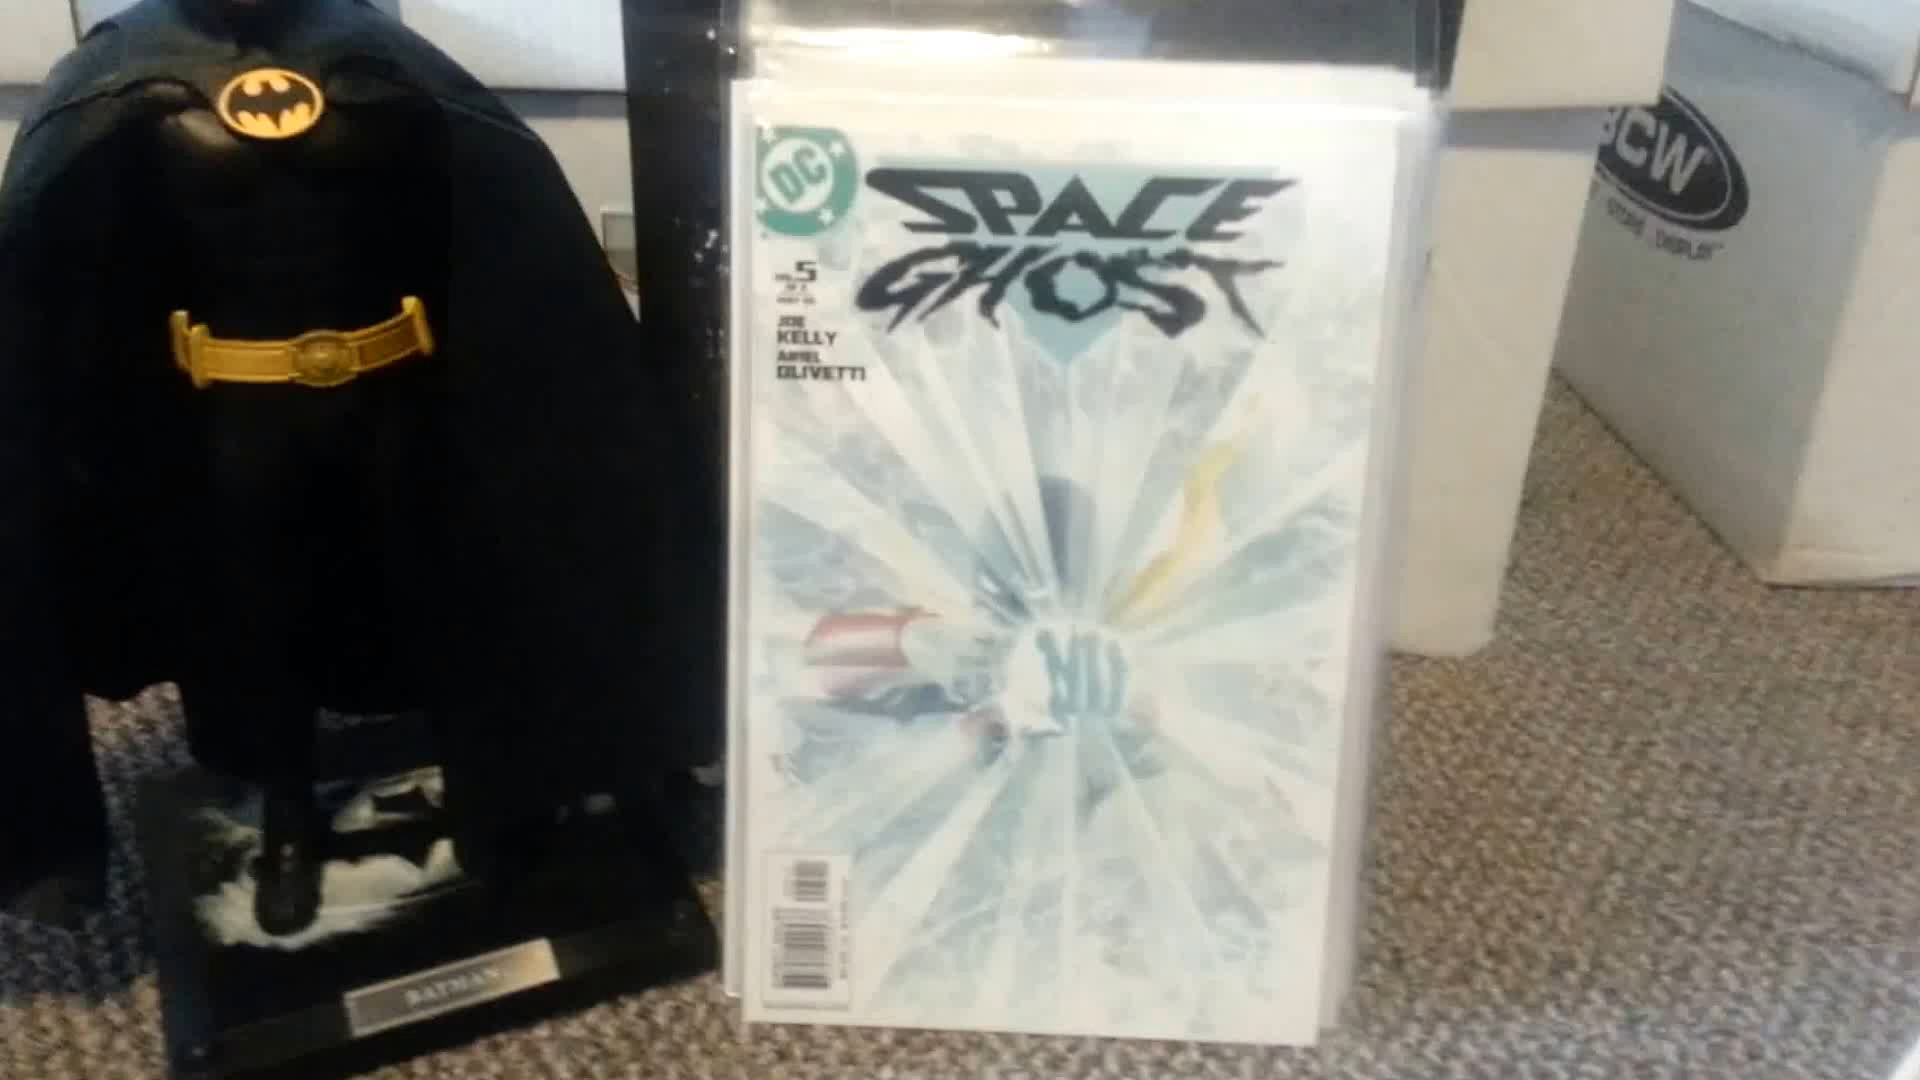 DC
SPACE
GHOST
5
JOE
KELLY
ARIEL
OLIVETTI
BCW
BATMAN